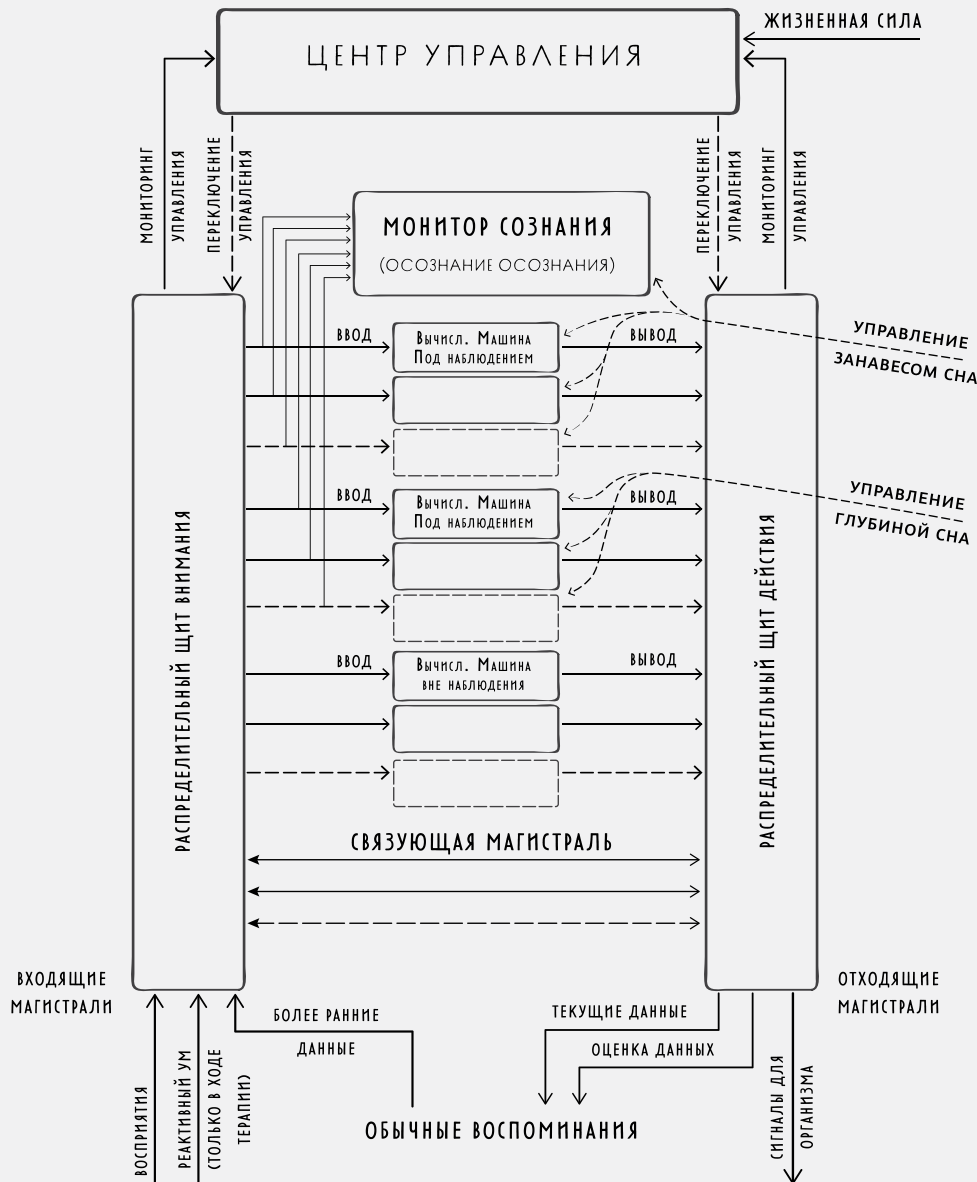 ЖИЗНЕННАЯ СИЛА
ЦЕНТР УПРАВЛЕНИЯ
МОНИТОРИНГ
УПРАВЛЕНИЯ
ПЕРЕКЛЮЧЕНИЕ
УПРАВЛЕНИЯ
МОНИТОР СОЗНАНИЯ
(ОСОЗНАНИЕ ОСОЗНАНИЯ)
ПЕРЕКЛЮЧЕНИЕ
УПРАВЛЕНИЯ
МОНИТОРИНГ
УПРАВЛЕНИЯ
ВВОД
Вычисл. Машина
Под наблюдением
ВЫВОД
УПРАВЛЕНИЕ
ЗАНАВЕСОМ СНА
ВВОД
Вычисл. Машина
Под наблюдением
ВЫВОД
УПРАВЛЕНИЕ
ГЛУБИНОЙ СНА
РАСПРЕДЕЛИТЕЛЬНЫЙ ЩИТ ВНИМАНИЯ
РАСПРЕДЕЛИТЕЛЬНЫЙ ЩИТ ДЕЙСТВИЯ
ВВОД
Вычисл. Машина
вне наблюдения
ВЫВОД
СВЯЗУЮЩАЯ МАГИСТРАЛЬ
ВХОДЯЩИЕ
МАГИСТРАЛИ
ОТХОДЯЩИЕ
МАГИСТРАЛИ
БОЛЕЕ РАННИЕ
ДАННЫЕ
ТЕКУЩИЕ ДАННЫЕ
ОЦЕНКА ДАННЫХ
ВОСПРИЯТИЯ
РЕАКТИВНЫЙ УМ
(ТОЛЬКО В ХОДЕ
ТЕРАПИИ)
ОБЫЧНЫЕ ВОСПОМИНАНИЯ
СИГНАЛЫ ДЛЯ
ОРГАНИЗМА